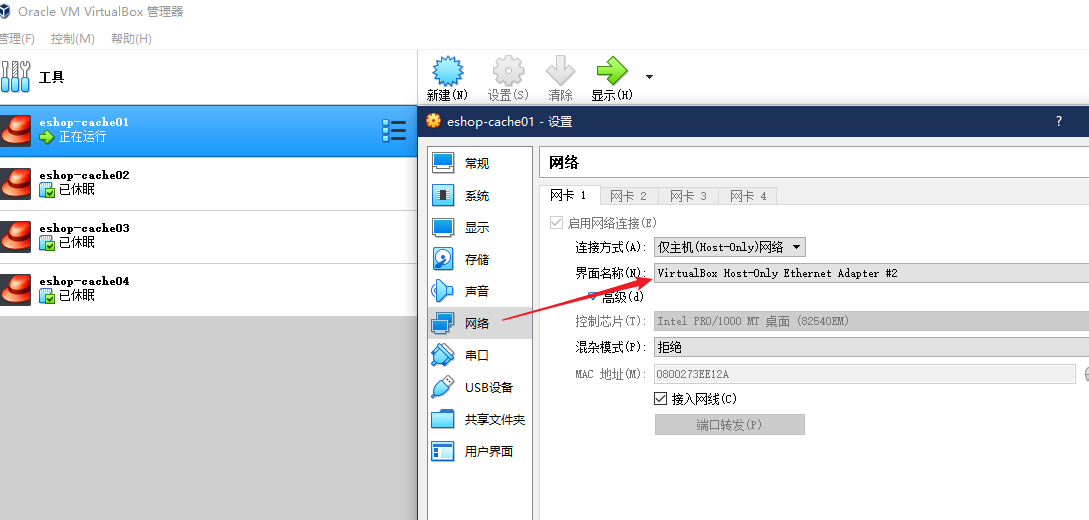 Oracle VM VirtualBox 管理器
管理(F) 控制(M) 帮助(H)
工具
新建(N) 设置(S) 清除 显示(H)
eshop-cache01
正在运行
eshop-cache02
已休眠
eshop-cache03
已休眠
eshop-cache04
已休眠
eshop-cache01 - 设置 ?
常规
系统
显示
存储
声音
网络
串口
USB设备
共享文件夹
用户界面
网络
网卡 1 网卡 2 网卡 3 网卡 4
启用网络连接(E)
连接方式(A): 仅主机(Host-Only)网络
界面名称(N): VirtualBox Host-Only Ethernet Adapter #2
高级(d)
控制芯片(T): Intel PRO/1000 MT 桌面 (82540EM)
混杂模式(P): 拒绝
MAC 地址(M): 0800273EE12A
接入网线(C)
端口转发(P)